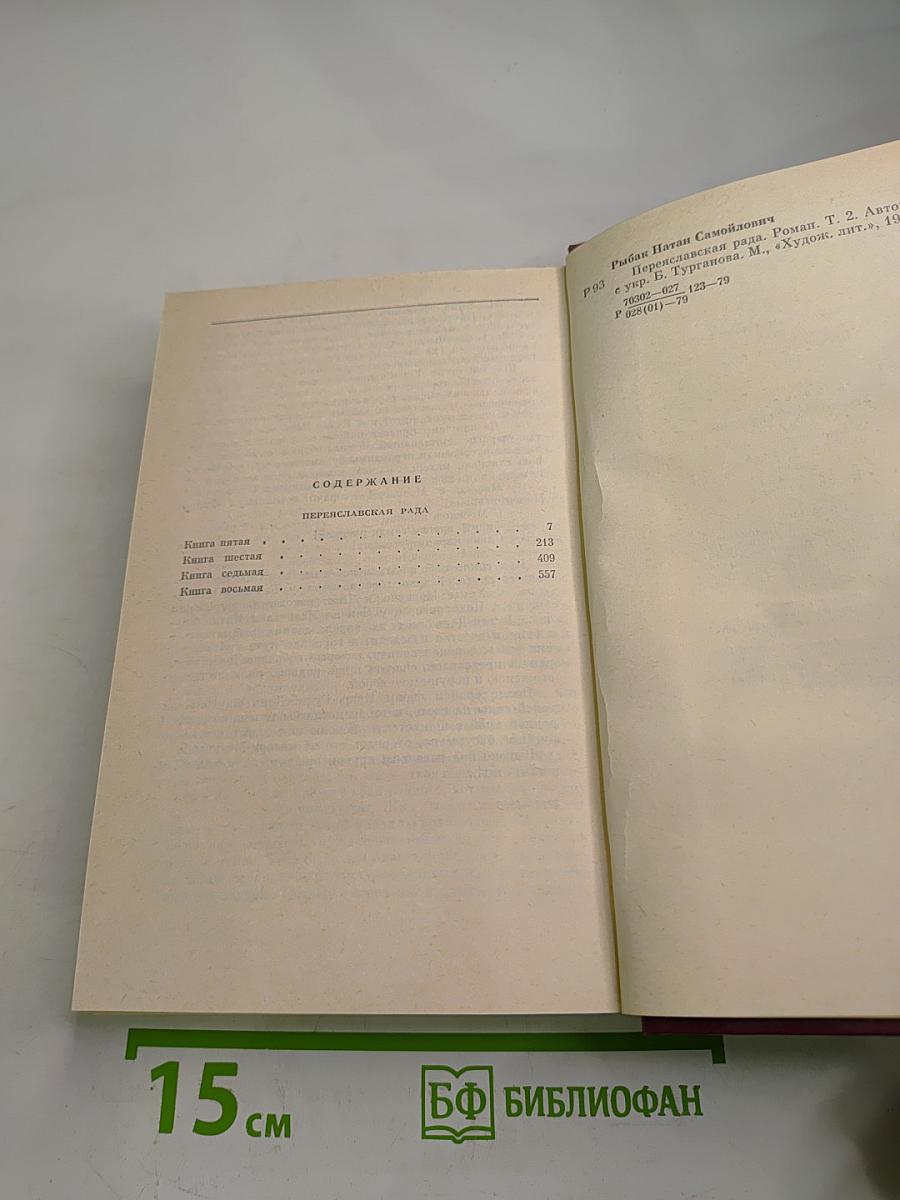 СОДЕРЖАНИЕ
ПЕРЕЯСЛАВСКАЯ РАДА
Книга пятая . . . . . . . . . . . . . . 7
Книга шестая . . . . . . . . . . . . . . 213
Книга седьмая . . . . . . . . . . . . . . 409
Книга восьмая . . . . . . . . . . . . . . 557
Рыбак Натан Самойлович
Р 93 Переяславская рада. Роман. Т. 2. Авто
с укр. Б. Турганова. М., «Худож. лит.», 19
70302—027
Р 028(01)—79 123—79
15 см
БФ БИБЛИОФАН